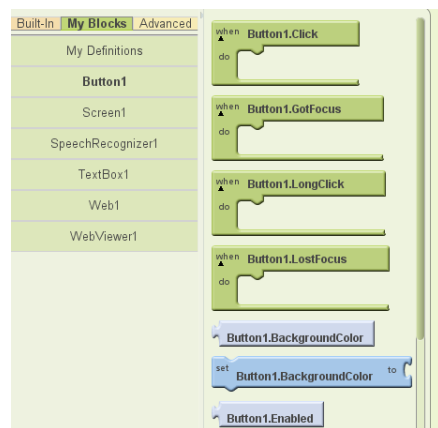 Built-In My Blocks Advanced
My Definitions
Button1
Screen1
SpeechRecognizer1
TextBox1
Web1
WebViewer1
when Button1.Click
do
when Button1.GotFocus
do
when Button1.LongClick
do
when Button1.LostFocus
do
Button1.BackgroundColor
set Button1.BackgroundColor to
Button1.Enabled